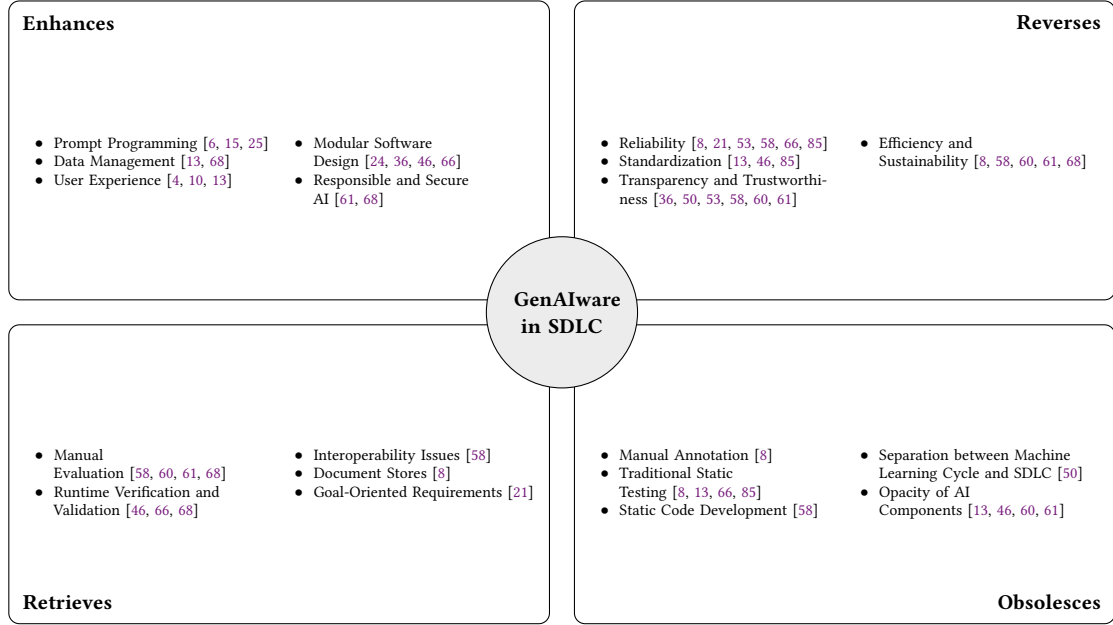 Enhances
● Prompt Programming [6, 15, 25]
● Data Management [13, 68]
● User Experience [4, 10, 13]
● Modular Software
Design [24, 36, 46, 66]
● Responsible and Secure
AI [61, 68]
Reverses
● Reliability [8, 21, 53, 58, 66, 85]
● Standardization [13, 46, 85]
● Transparency and Trustworthi-
ness [36, 50, 53, 58, 60, 61]
● Efficiency and
Sustainability [8, 58, 60, 61, 68]
GenAIware
in SDLC
● Manual
Evaluation [58, 60, 61, 68]
● Runtime Verification and
Validation [46, 66, 68]
● Interoperability Issues [58]
● Document Stores [8]
● Goal-Oriented Requirements [21]
Retrieves
● Manual Annotation [8]
● Traditional Static
Testing [8, 13, 66, 85]
● Static Code Development [58]
● Separation between Machine
Learning Cycle and SDLC [50]
● Opacity of AI
Components [13, 46, 60, 61]
Obsolesces